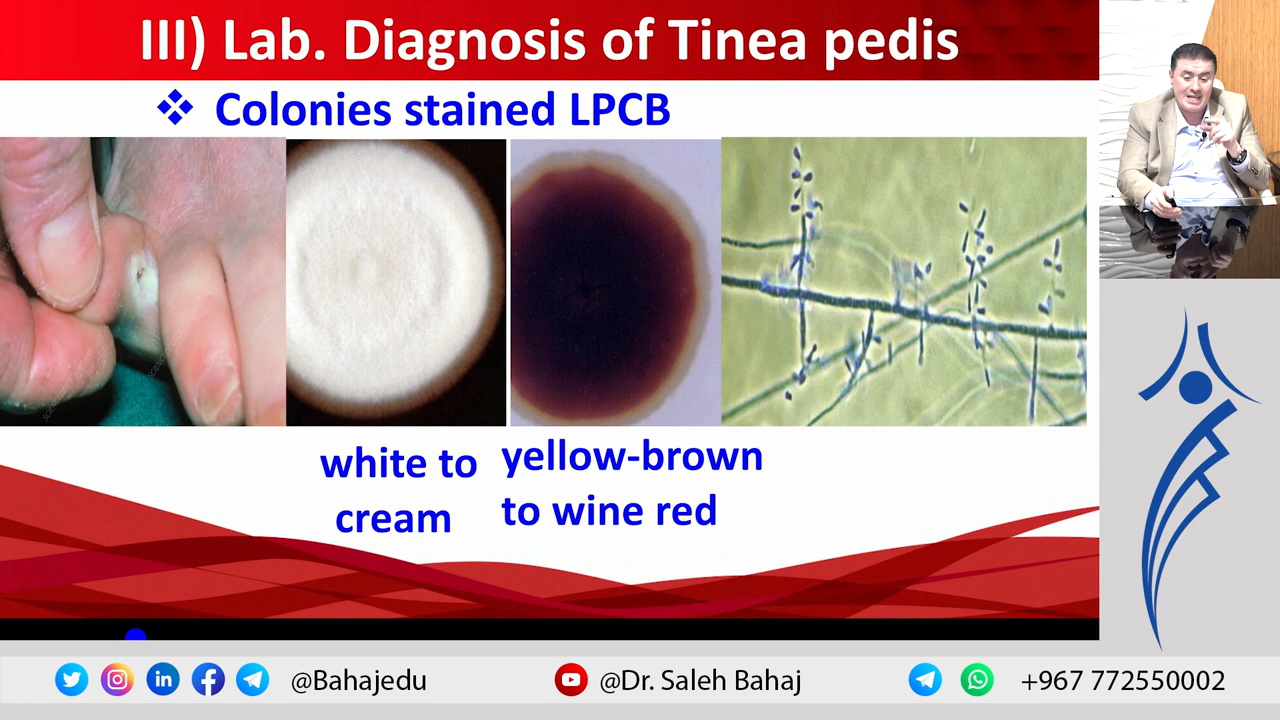 III) Lab. Diagnosis of Tinea pedis
❖ Colonies stained LPCB
white to
cream
yellow-brown
to wine red
@Bahajedu
@Dr. Saleh Bahaj
+967 772550002